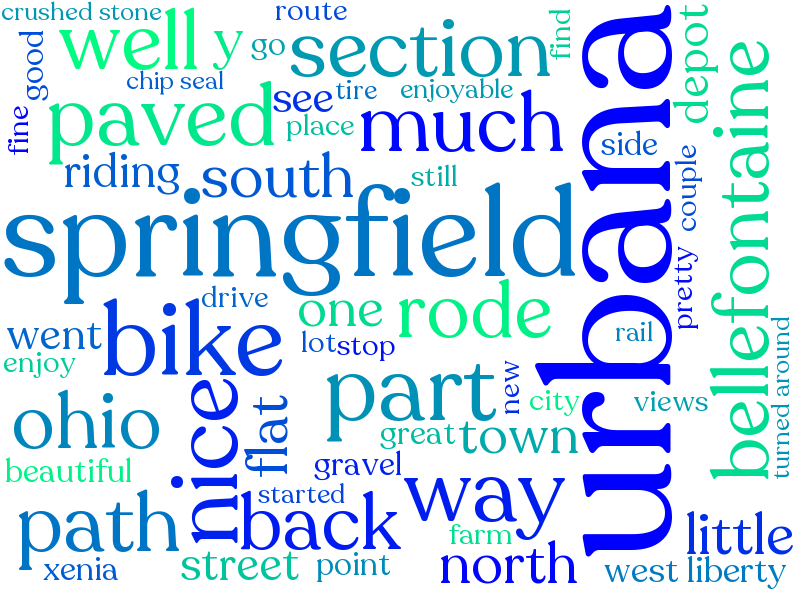 crushed stone
route
find
well
y
go
section
urbana
depot
good
chip seal
see
tire
enjoyable
bellefontaine
fine
paved
place
much
side
couple
riding
south
still
springfield
pretty
drive
one
rode
rail
went
bike
lot
stop
turned around
enjoy
nice
flat
part
new
city
views
ohio
great
town
beautiful
gravel
started
way
path
back
farm
little
street
point
north
xenia
west liberty